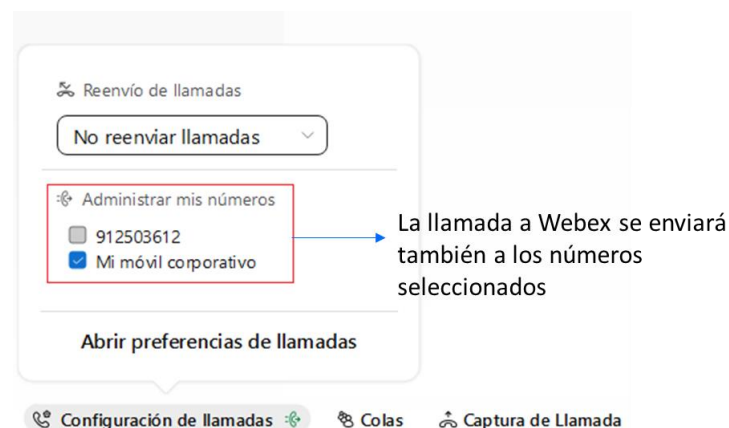 Reenvío de llamadas
No reenviar llamadas
Administrar mis números
912503612
Mi móvil corporativo
La llamada a Webex se enviará
también a los números
seleccionados
Abrir preferencias de llamadas
Configuración de llamadas Colas Captura de Llamada